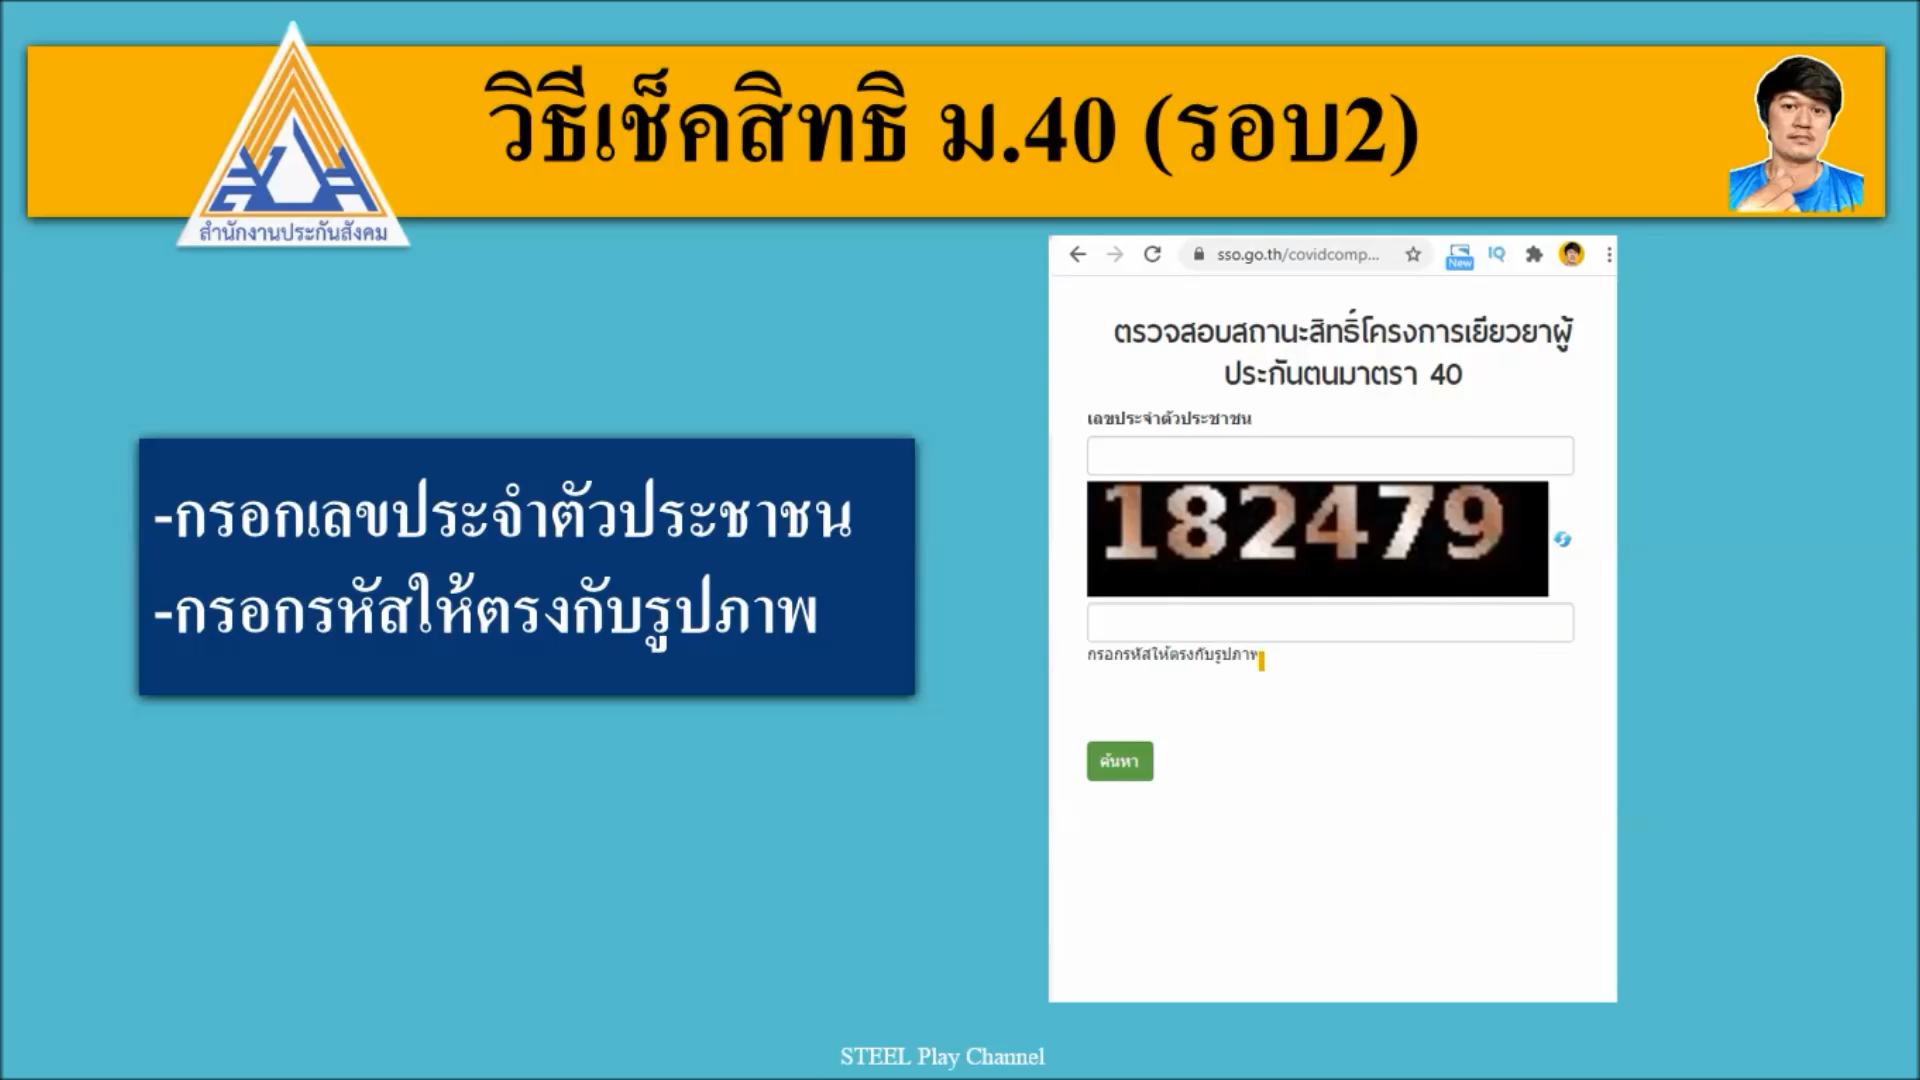 วิธีเช็คสิทธิ ม.40 (รอบ2)
สำนักงานประกันสังคม
-กรอกเลขประจำตัวประชาชน
-กรอกรหัสให้ตรงกับรูปภาพ
sso.go.th/covidcomp...
New
IQ
ตรวจสอบสถานะสิทธิ์โครงการเยียวยาผู้
ประกันตนมาตรา 40
เลขประจำตัวประชาชน
182479
กรอกรหัสให้ตรงกับรูปภาพ
ค้นหา
STEEL Play Channel